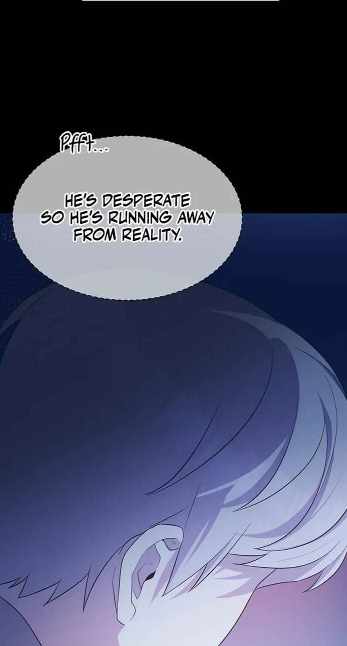 Pfft...
HE'S DESPERATE
SO HE'S RUNNING AWAY
FROM REALITY.